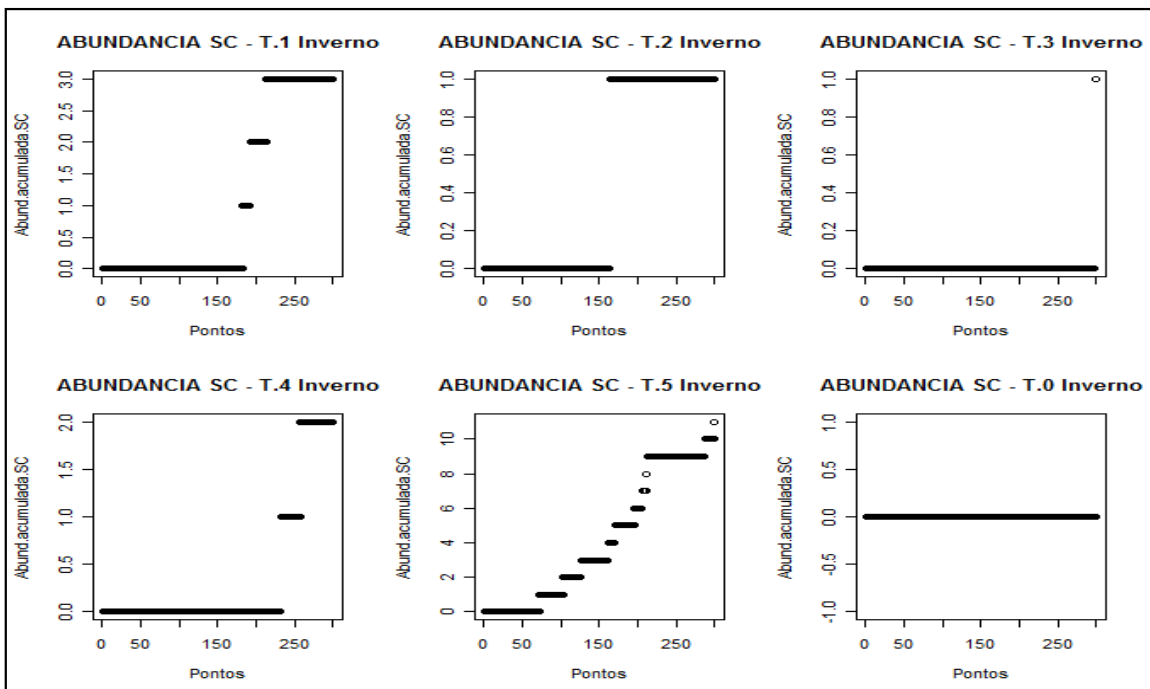 ABUNDANCIA SC - T.1 Inverno
Abund.acumulada.SC
0.0 0.5 1.0 1.5 2.0 2.5 3.0
0 50 150 250
Pontos
ABUNDANCIA SC - T.2 Inverno
Abund.acumulada.SC
0.0 0.2 0.4 0.6 0.8 1.0
0 50 150 250
Pontos
ABUNDANCIA SC - T.3 Inverno
Abund.acumulada.SC
0.0 0.2 0.4 0.6 0.8 1.0
0 50 150 250
Pontos
ABUNDANCIA SC - T.4 Inverno
Abund.acumulada.SC
0.0 0.5 1.0 1.5 2.0
0 50 150 250
Pontos
ABUNDANCIA SC - T.5 Inverno
Abund.acumulada.SC
0 2 4 6 8 10
0 50 150 250
Pontos
ABUNDANCIA SC - T.0 Inverno
Abund.acumulada.SC
-1.0 -0.5 0.0 0.5 1.0
0 50 150 250
Pontos